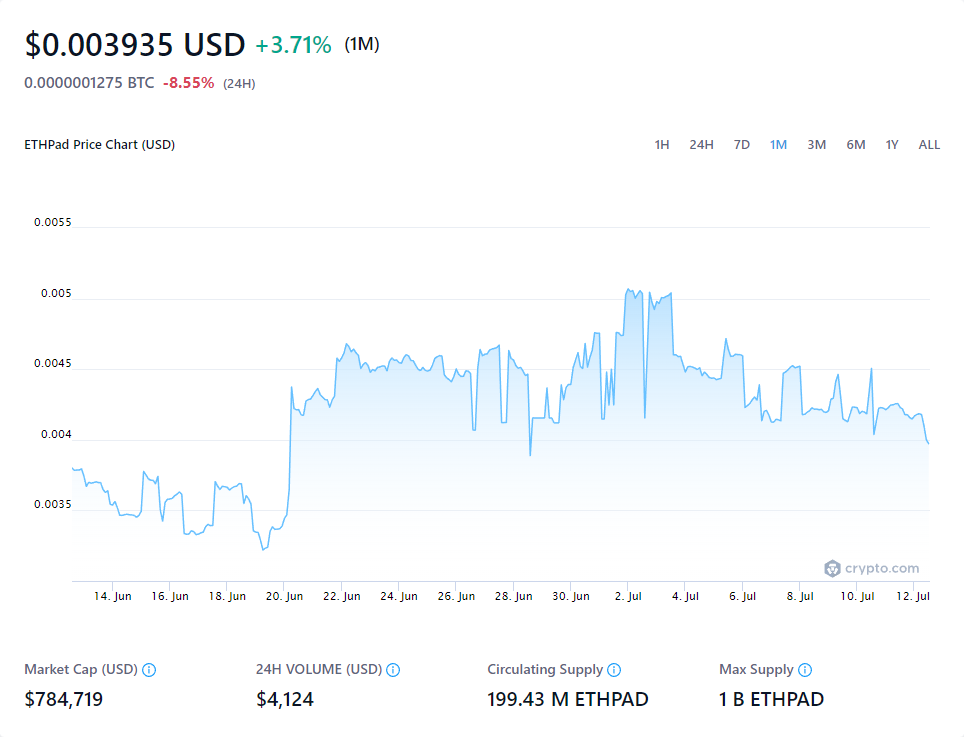 $0.003935 USD +3.71% (1M)
0.0000001275 BTC -8.55% (24H)
ETHPad Price Chart (USD) 1H 24H 7D 1M 3M 6M 1Y ALL
0.0055
0.005
0.0045
0.004
0.0035
crypto.com
14. Jun 16. Jun 18. Jun 20. Jun 22. Jun 24. Jun 26. Jun 28. Jun 30. Jun 2. Jul 4. Jul 6. Jul 8. Jul 10. Jul 12. Jul
Market Cap (USD) 24H VOLUME (USD) Circulating Supply Max Supply
$784,719 $4,124 199.43 M ETHPAD 1 B ETHPAD